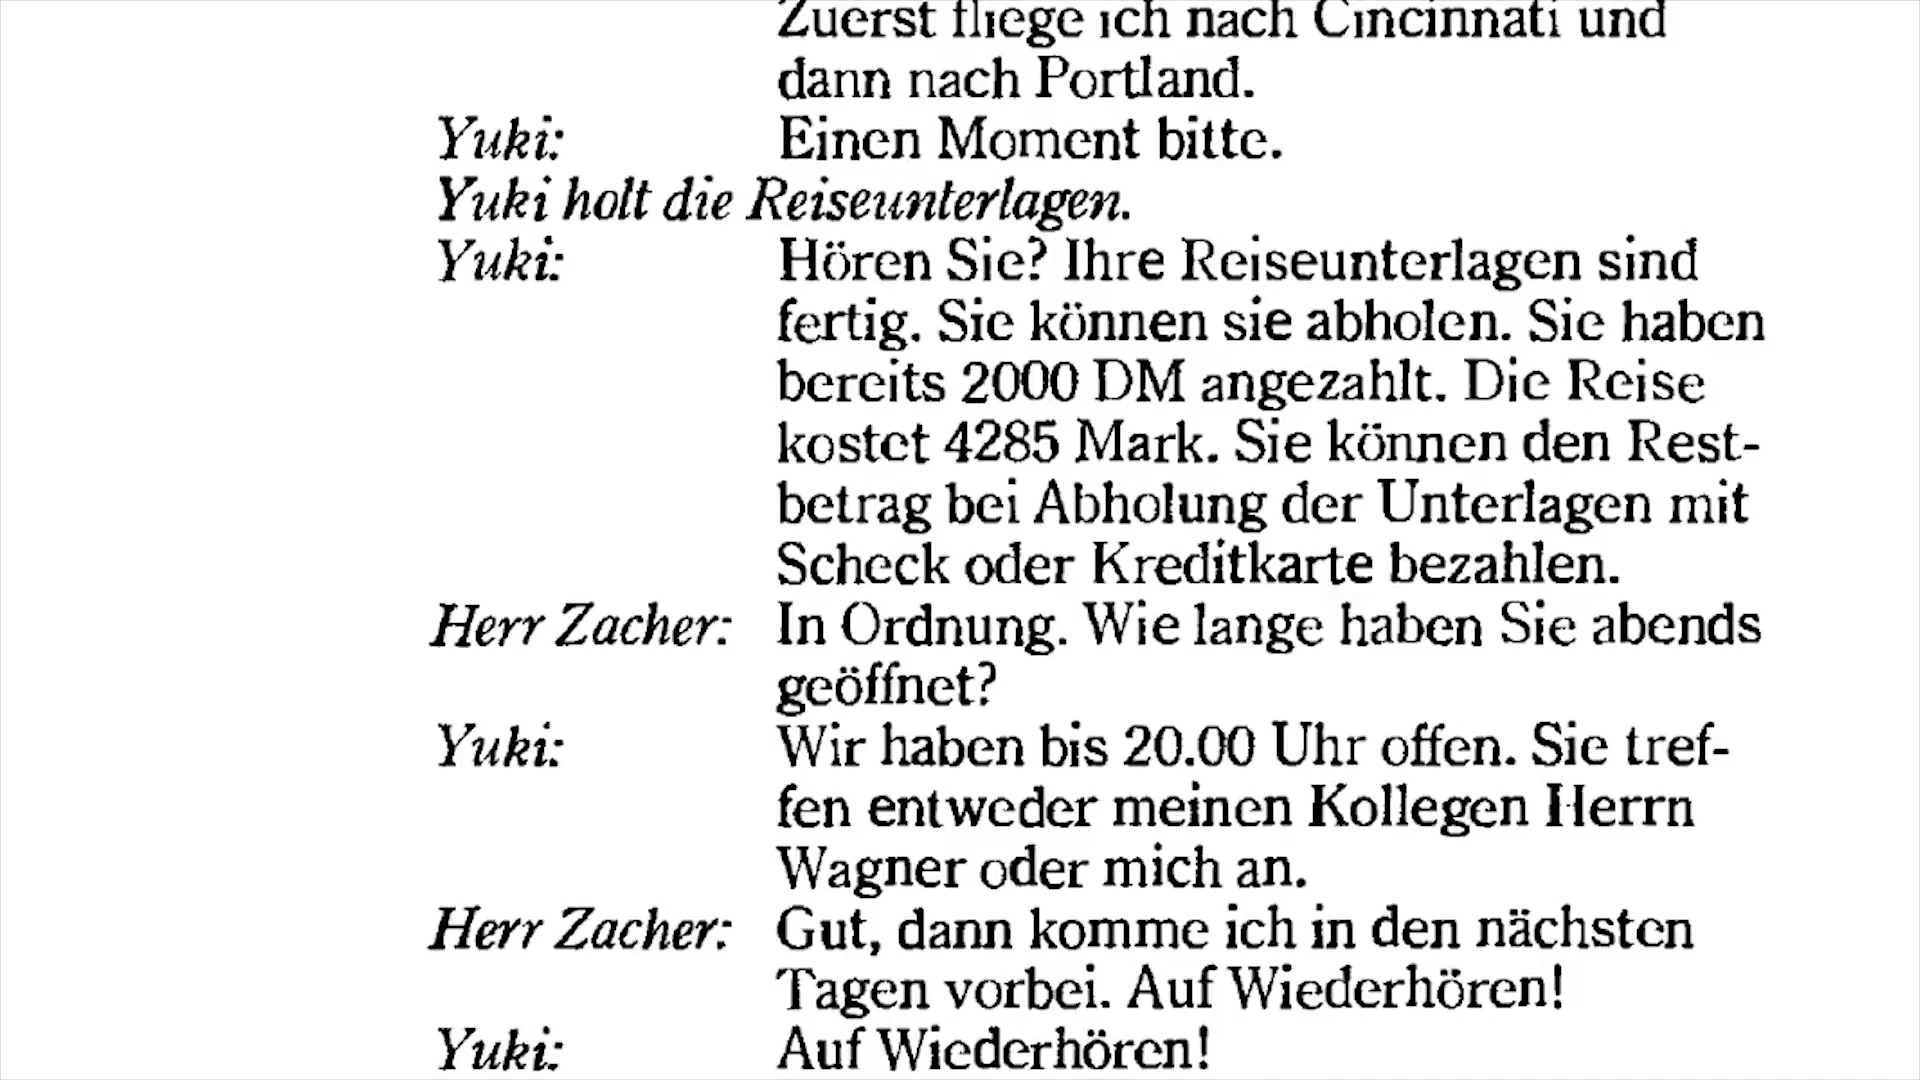 Zuerst fliege ich nach Cincinnati und
dann nach Portland.
Yuki: Einen Moment bitte.
Yuki holt die Reiseunterlagen.
Yuki: Hören Sie? Ihre Reiseunterlagen sind
fertig. Sie können sie abholen. Sie haben
bereits 2000 DM angezahlt. Die Reise
kostet 4285 Mark. Sie können den Rest-
betrag bei Abholung der Unterlagen mit
Scheck oder Kreditkarte bezahlen.
Herr Zacher: In Ordnung. Wie lange haben Sie abends
geöffnet?
Yuki: Wir haben bis 20.00 Uhr offen. Sie tref-
fen entweder meinen Kollegen Herrn
Wagner oder mich an.
Herr Zacher: Gut, dann komme ich in den nächsten
Tagen vorbei. Auf Wiederhören!
Yuki: Auf Wiederhören!